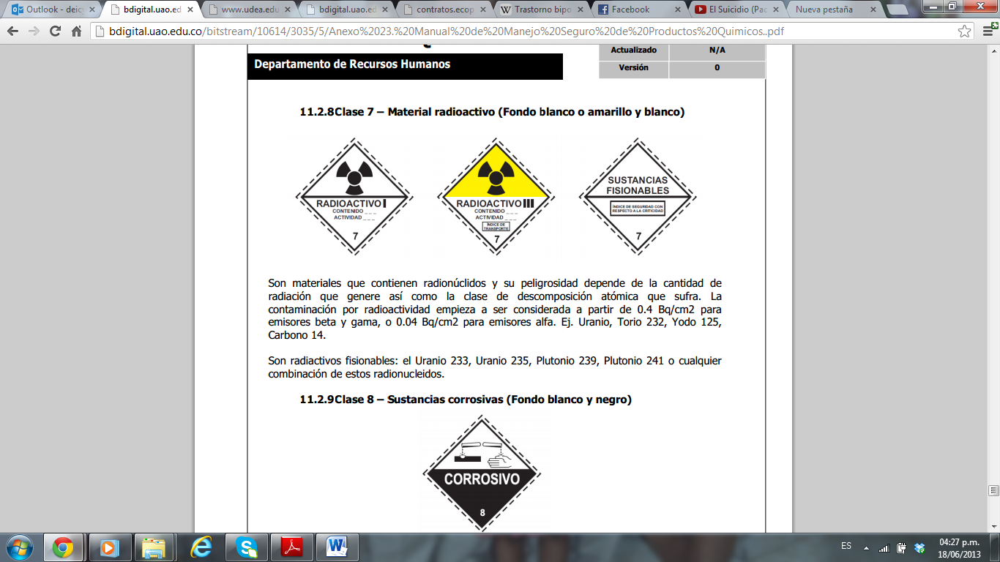 Outlook - deicy
bdigital.uao.ed
www.udea.edu
bdigital.uao.ed
contratos.ecop
Trastorno bipo
Facebook
El Suicidio (Pac
Nueva pestaña
bdigital.uao.edu.co/bitstream/10614/3035/5/Anexo%2023.%20Manual%20de%20Manejo%20Seguro%20de%20Productos%20Quimicos..pdf
Actualizado N/A
Departamento de Recursos Humanos
Versión 0
11.2.8Clase 7 – Material radioactivo (Fondo blanco o amarillo y blanco)
RADIOACTIVO I
CONTENIDO _ _ _
ACTIVIDAD _ _ _
7
RADIOACTIVO III
CONTENIDO _ _ _
ACTIVIDAD _ _ _
ÍNDICE DE
TRANSPORTE
7
SUSTANCIAS
FISIONABLES
ÍNDICE DE SEGURIDAD CON
RESPECTO A LA CRITICIDAD
7
Son materiales que contienen radionúclidos y su peligrosidad depende de la cantidad de
radiación que genere así como la clase de descomposición atómica que sufra. La
contaminación por radioactividad empieza a ser considerada a partir de 0.4 Bq/cm2 para
emisores beta y gama, o 0.04 Bq/cm2 para emisores alfa. Ej. Uranio, Torio 232, Yodo 125,
Carbono 14.
Son radiactivos fisionables: el Uranio 233, Uranio 235, Plutonio 239, Plutonio 241 o cualquier
combinación de estos radionucleidos.
11.2.9Clase 8 – Sustancias corrosivas (Fondo blanco y negro)
CORROSIVO
8
ES
04:27 p.m.
18/06/2013